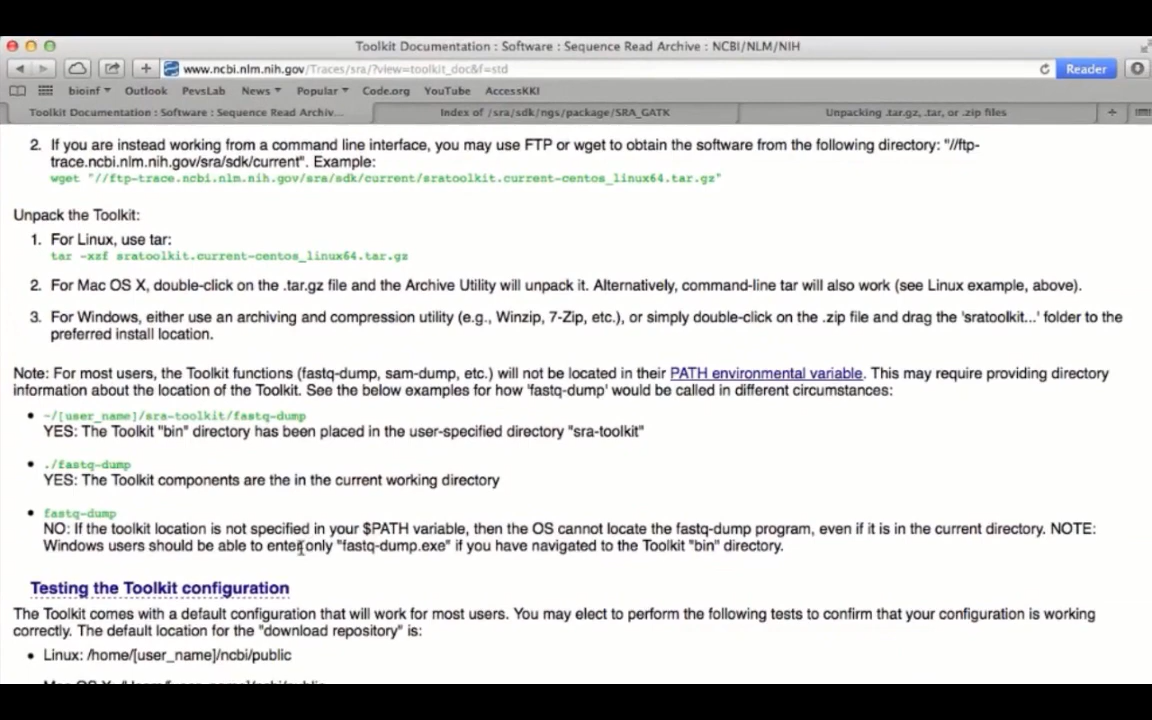 Toolkit Documentation : Software : Sequence Read Archive : NCBI/NLM/NIH
www.ncbi.nlm.nih.gov/Traces/sra/?view=toolkit_doc&f=std
Reader
bioinf Outlook PevsLab News Popular Code.org YouTube AccessKKI
Toolkit Documentation : Software : Sequence Read Archiv... Index of /sra/sdk/ngs/package/SRA_GATK Unpacking .tar.gz, .tar, or .zip files
2. If you are instead working from a command line interface, you may use FTP or wget to obtain the software from the following directory: "//ftp-
trace.ncbi.nlm.nih.gov/sra/sdk/current". Example:
wget "//ftp-trace.ncbi.nlm.nih.gov/sra/sdk/current/sratoolkit.current-centos_linux64.tar.gz"
Unpack the Toolkit:
1. For Linux, use tar:
tar -xzf sratoolkit.current-centos_linux64.tar.gz
2. For Mac OS X, double-click on the .tar.gz file and the Archive Utility will unpack it. Alternatively, command-line tar will also work (see Linux example, above).
3. For Windows, either use an archiving and compression utility (e.g., Winzip, 7-Zip, etc.), or simply double-click on the .zip file and drag the 'sratoolkit...' folder to the
preferred install location.
Note: For most users, the Toolkit functions (fastq-dump, sam-dump, etc.) will not be located in their PATH environmental variable. This may require providing directory
information about the location of the Toolkit. See the below examples for how 'fastq-dump' would be called in different circumstances:
• ~/[user_name]/sra-toolkit/fastq-dump
YES: The Toolkit "bin" directory has been placed in the user-specified directory "sra-toolkit"
• ./fastq-dump
YES: The Toolkit components are the in the current working directory
• fastq-dump
NO: If the toolkit location is not specified in your $PATH variable, then the OS cannot locate the fastq-dump program, even if it is in the current directory. NOTE:
Windows users should be able to enter only "fastq-dump.exe" if you have navigated to the Toolkit "bin" directory.
Testing the Toolkit configuration
The Toolkit comes with a default configuration that will work for most users. You may elect to perform the following tests to confirm that your configuration is working
correctly. The default location for the "download repository" is:
• Linux: /home/[user_name]/ncbi/public